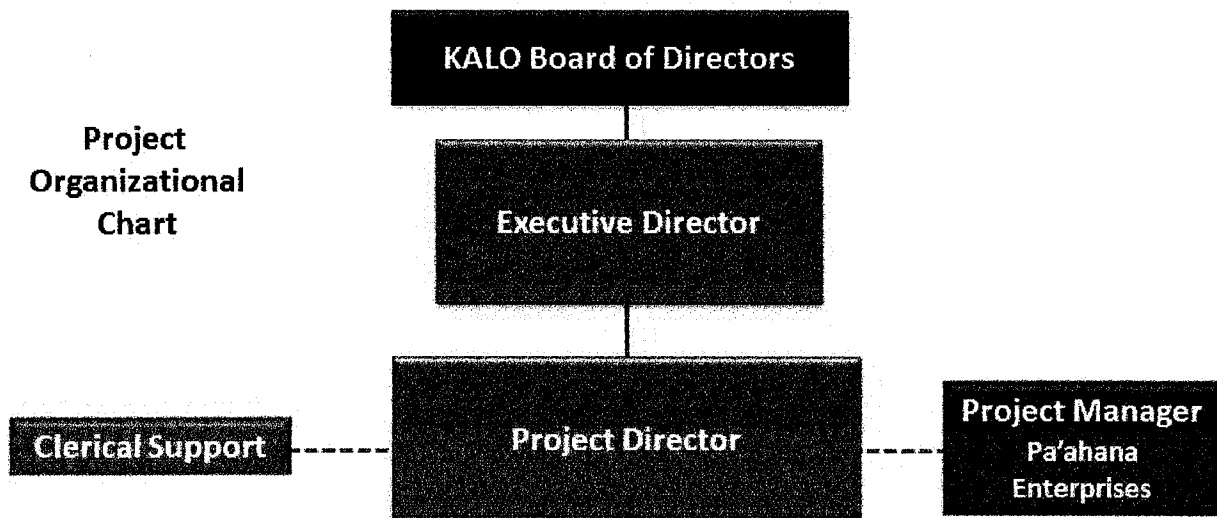 KALO Board of Directors
Project
Organizational
Chart
Executive Director
Clerical Support
Project Director
Project Manager
Pa'ahana
Enterprises